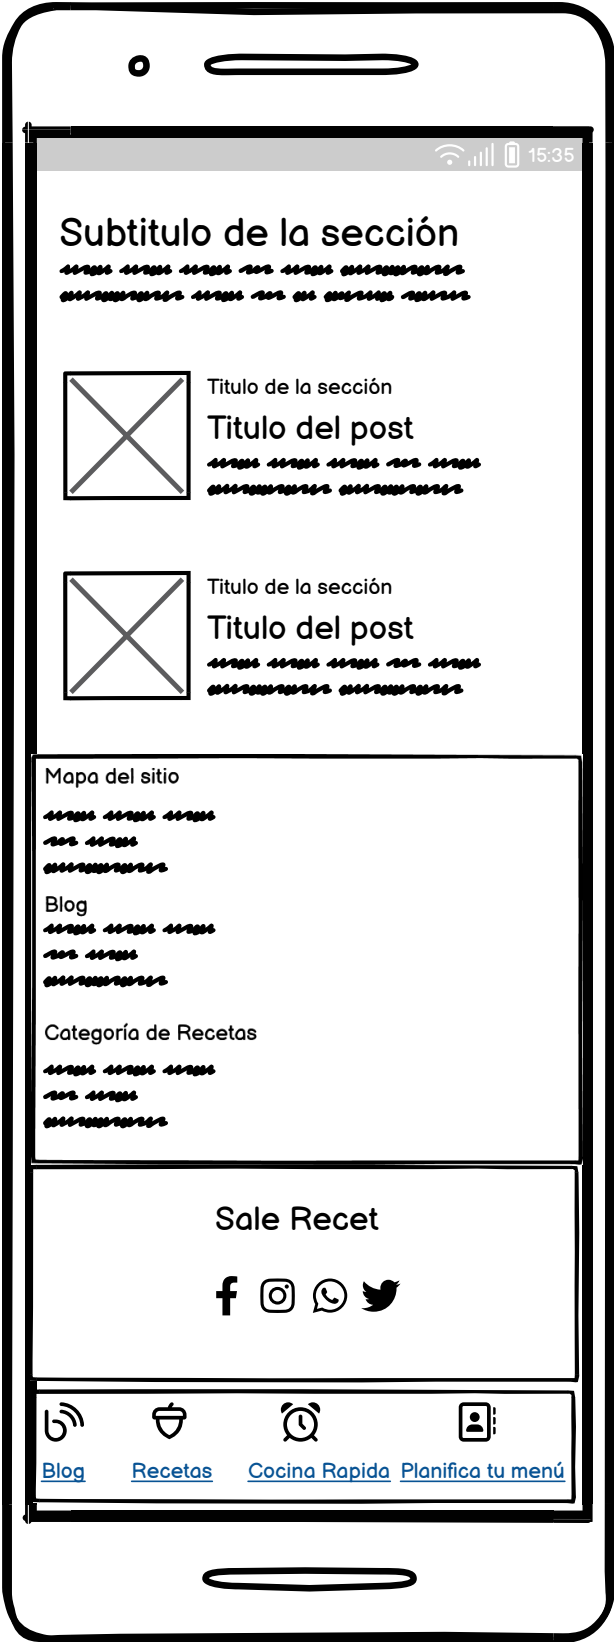 15:35
Subtitulo de la sección
Titulo de la sección
Titulo del post
Titulo de la sección
Titulo del post
Mapa del sitio
Blog
Categoría de Recetas
Sale Recet
Blog Recetas Cocina Rapida Planifica tu menú